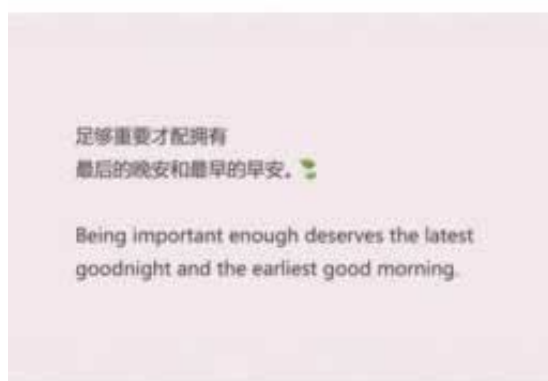 足够重要才配拥有
最后的晚安和最早的早安。🌱
Being important enough deserves the latest
goodnight and the earliest good morning.